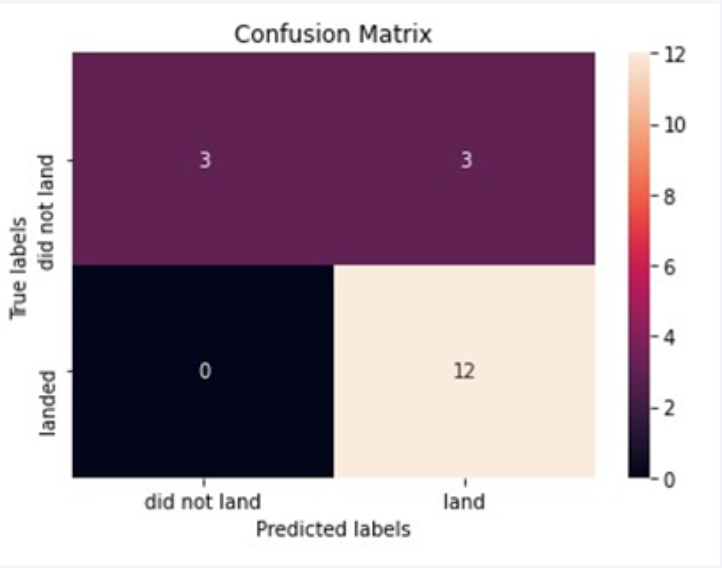 Confusion Matrix
True labels
did not land
landed
3
3
0
12
did not land
land
Predicted labels
12
10
8
6
4
2
0